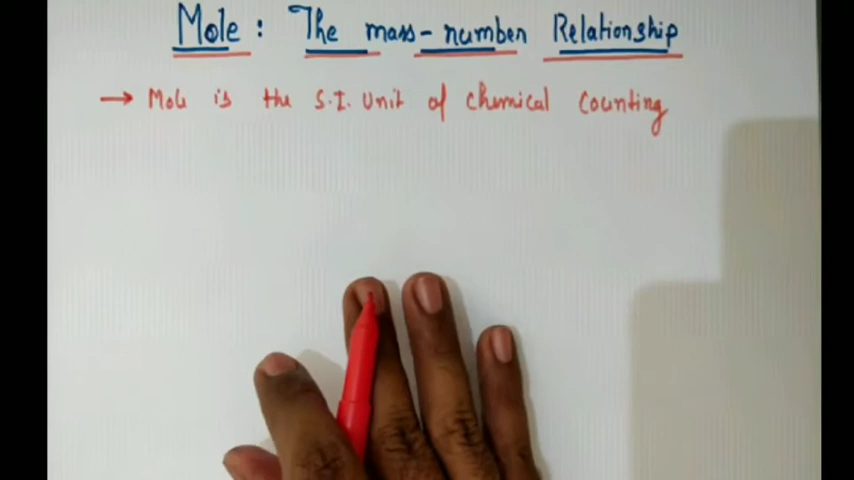 Mole : The mass-number Relationship
→ Mole is the S.I. Unit of chemical counting